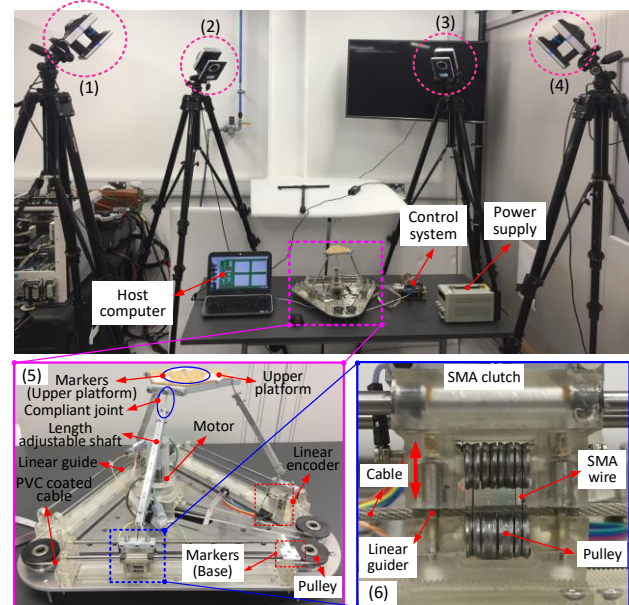 (1)
(2)
(3)
(4)
Control
system
Power
supply
Host
computer
(5)
Markers
(Upper platform)
Compliant joint
Length
adjustable shaft
Linear guide
PVC coated
cable
Motor
Upper
platform
Linear
encoder
Markers
(Base)
Pulley
SMA clutch
Cable
SMA
wire
Linear
guider
Pulley
(6)